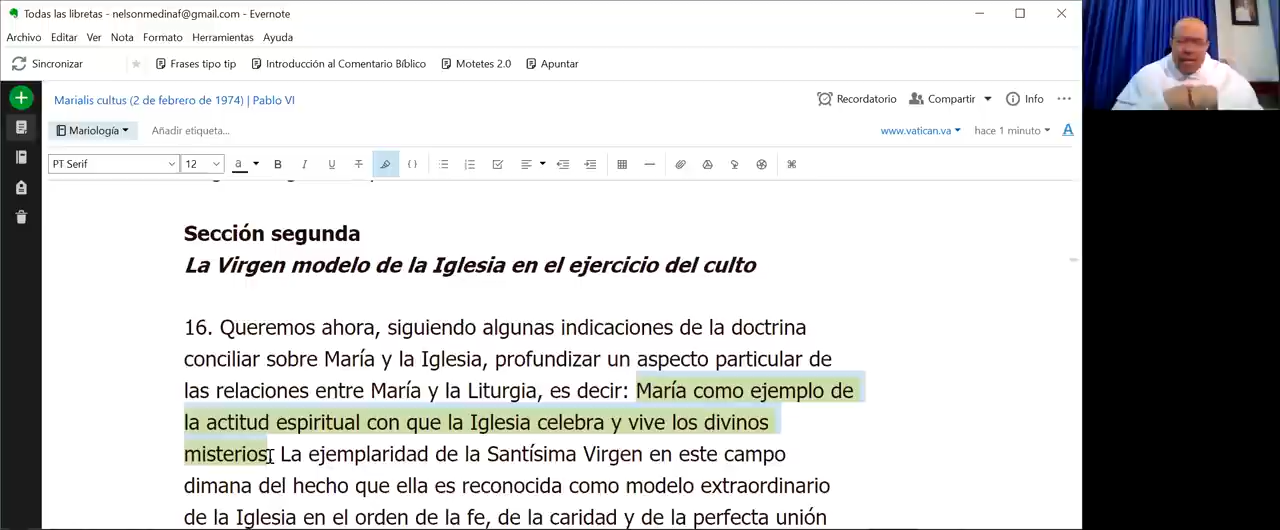 Todas las libretas - nelsonmedinaf@gmail.com - Evernote
Archivo Editar Ver Nota Formato Herramientas Ayuda
Sincronizar Frases tipo tip Introducción al Comentario Bíblico Motetes 2.0 Apuntar
Marialis cultus (2 de febrero de 1974) | Pablo VI Recordatorio Compartir Info
Mariología Añadir etiqueta... www.vatican.va hace 1 minuto A
PT Serif 12 a B I U T
Sección segunda
La Virgen modelo de la Iglesia en el ejercicio del culto
16. Queremos ahora, siguiendo algunas indicaciones de la doctrina
conciliar sobre María y la Iglesia, profundizar un aspecto particular de
las relaciones entre María y la Liturgia, es decir: María como ejemplo de
la actitud espiritual con que la Iglesia celebra y vive los divinos
misterios. La ejemplaridad de la Santísima Virgen en este campo
dimana del hecho que ella es reconocida como modelo extraordinario
de la Iglesia en el orden de la fe, de la caridad y de la perfecta unión